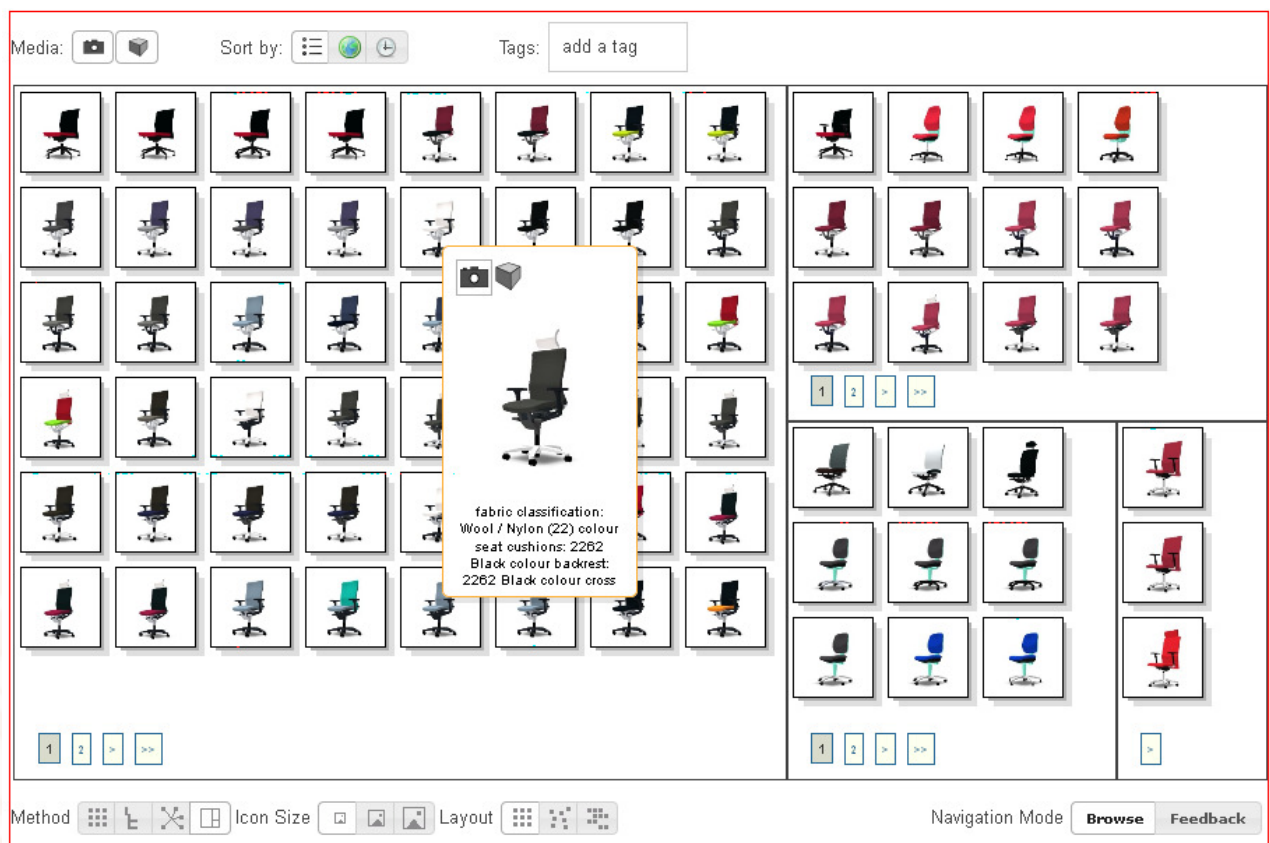 Media:
Sort by:
Tags:
add a tag
fabric classification:
Wool / Nylon (22) colour
seat cushions: 2262
Black colour backrest:
2262 Black colour cross
1 2 > >>
1 2 > >>
1 2 > >>
>
Method
Icon Size
Layout
Navigation Mode
Browse
Feedback